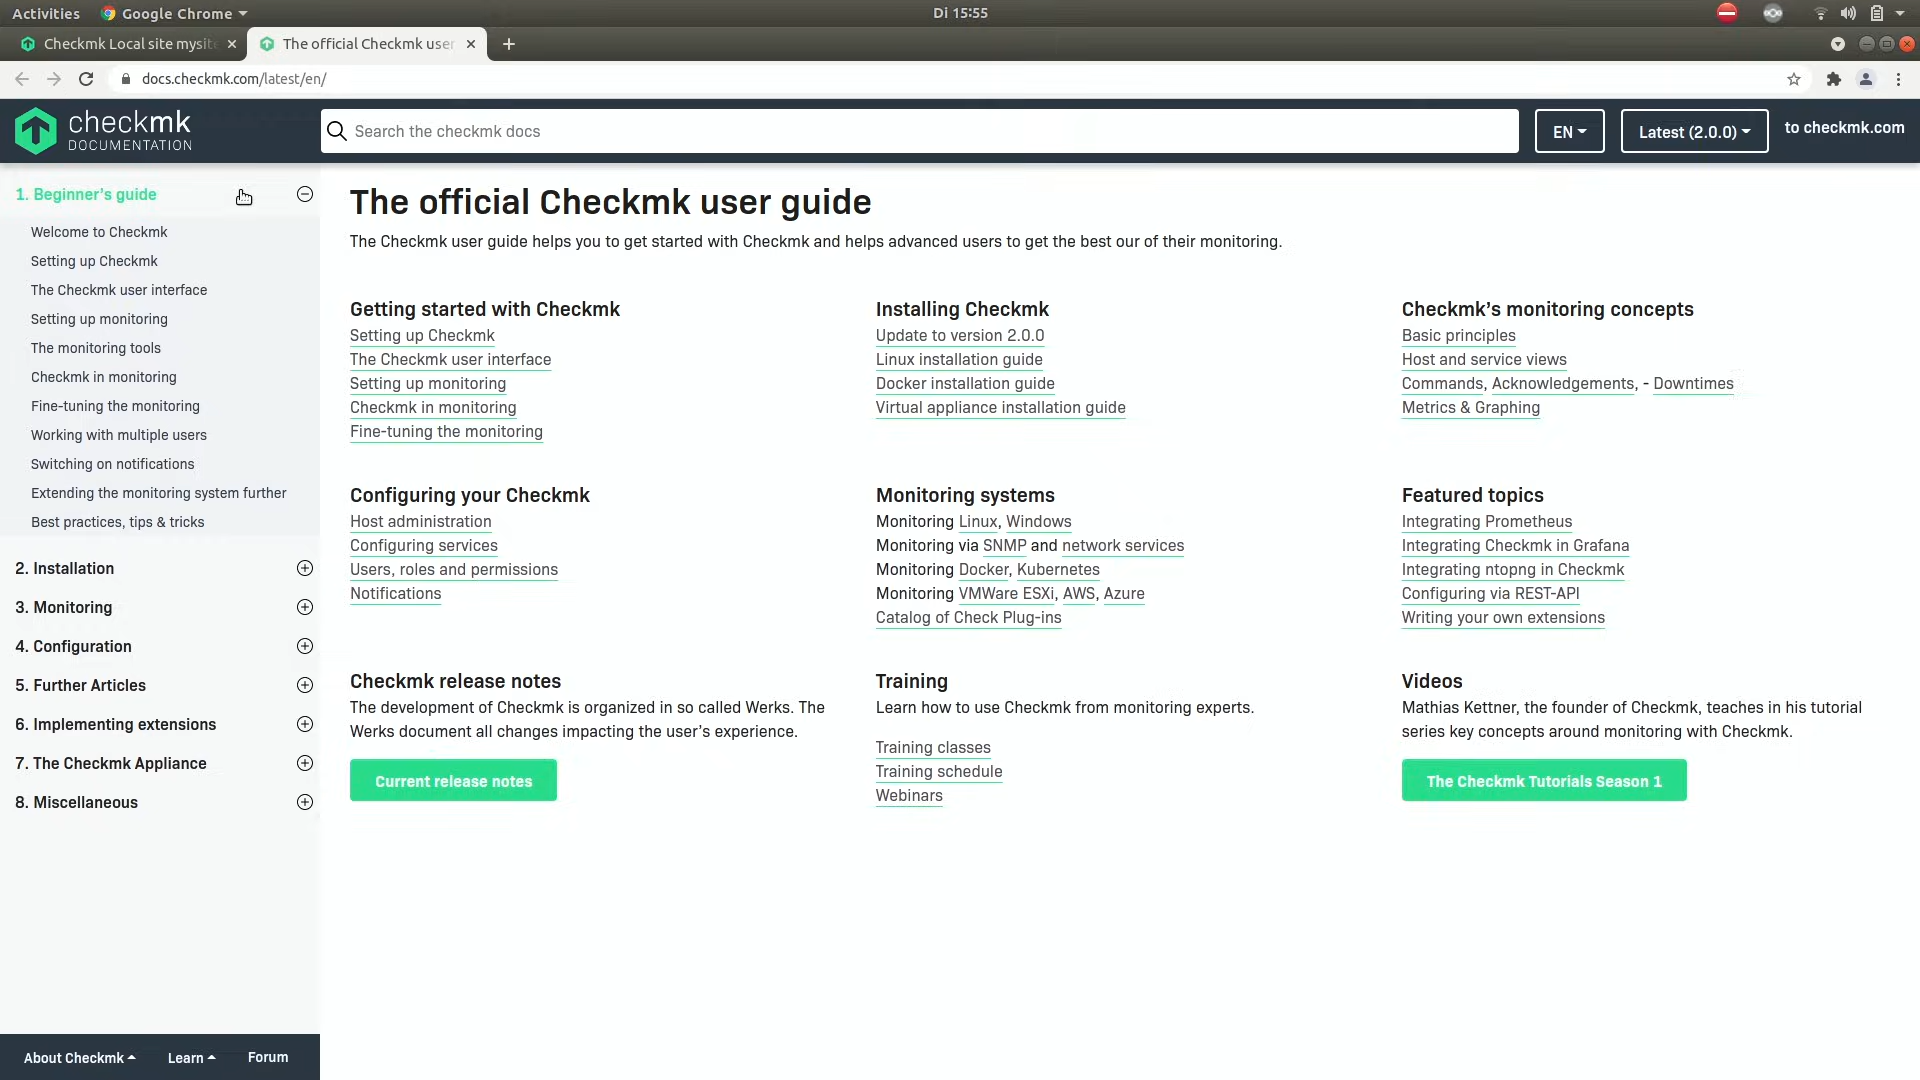 Activities
Google Chrome
Di 15:55
Checkmk Local site mysite
The official Checkmk user
docs.checkmk.com/latest/en/
checkmk
DOCUMENTATION
Search the checkmk docs
EN
Latest (2.0.0)
to checkmk.com
1. Beginner's guide
Welcome to Checkmk
Setting up Checkmk
The Checkmk user interface
Setting up monitoring
The monitoring tools
Checkmk in monitoring
Fine-tuning the monitoring
Working with multiple users
Switching on notifications
Extending the monitoring system further
Best practices, tips & tricks
2. Installation
3. Monitoring
4. Configuration
5. Further Articles
6. Implementing extensions
7. The Checkmk Appliance
8. Miscellaneous
About Checkmk
Learn
Forum
The official Checkmk user guide
The Checkmk user guide helps you to get started with Checkmk and helps advanced users to get the best our of their monitoring.
Getting started with Checkmk
Setting up Checkmk
The Checkmk user interface
Setting up monitoring
Checkmk in monitoring
Fine-tuning the monitoring
Installing Checkmk
Update to version 2.0.0
Linux installation guide
Docker installation guide
Virtual appliance installation guide
Checkmk's monitoring concepts
Basic principles
Host and service views
Commands, Acknowledgements, - Downtimes
Metrics & Graphing
Configuring your Checkmk
Host administration
Configuring services
Users, roles and permissions
Notifications
Monitoring systems
Monitoring Linux, Windows
Monitoring via SNMP and network services
Monitoring Docker, Kubernetes
Monitoring VMWare ESXi, AWS, Azure
Catalog of Check Plug-ins
Featured topics
Integrating Prometheus
Integrating Checkmk in Grafana
Integrating ntopng in Checkmk
Configuring via REST-API
Writing your own extensions
Checkmk release notes
The development of Checkmk is organized in so called Werks. The
Werks document all changes impacting the user's experience.
Current release notes
Training
Learn how to use Checkmk from monitoring experts.
Training classes
Training schedule
Webinars
Videos
Mathias Kettner, the founder of Checkmk, teaches in his tutorial
series key concepts around monitoring with Checkmk.
The Checkmk Tutorials Season 1